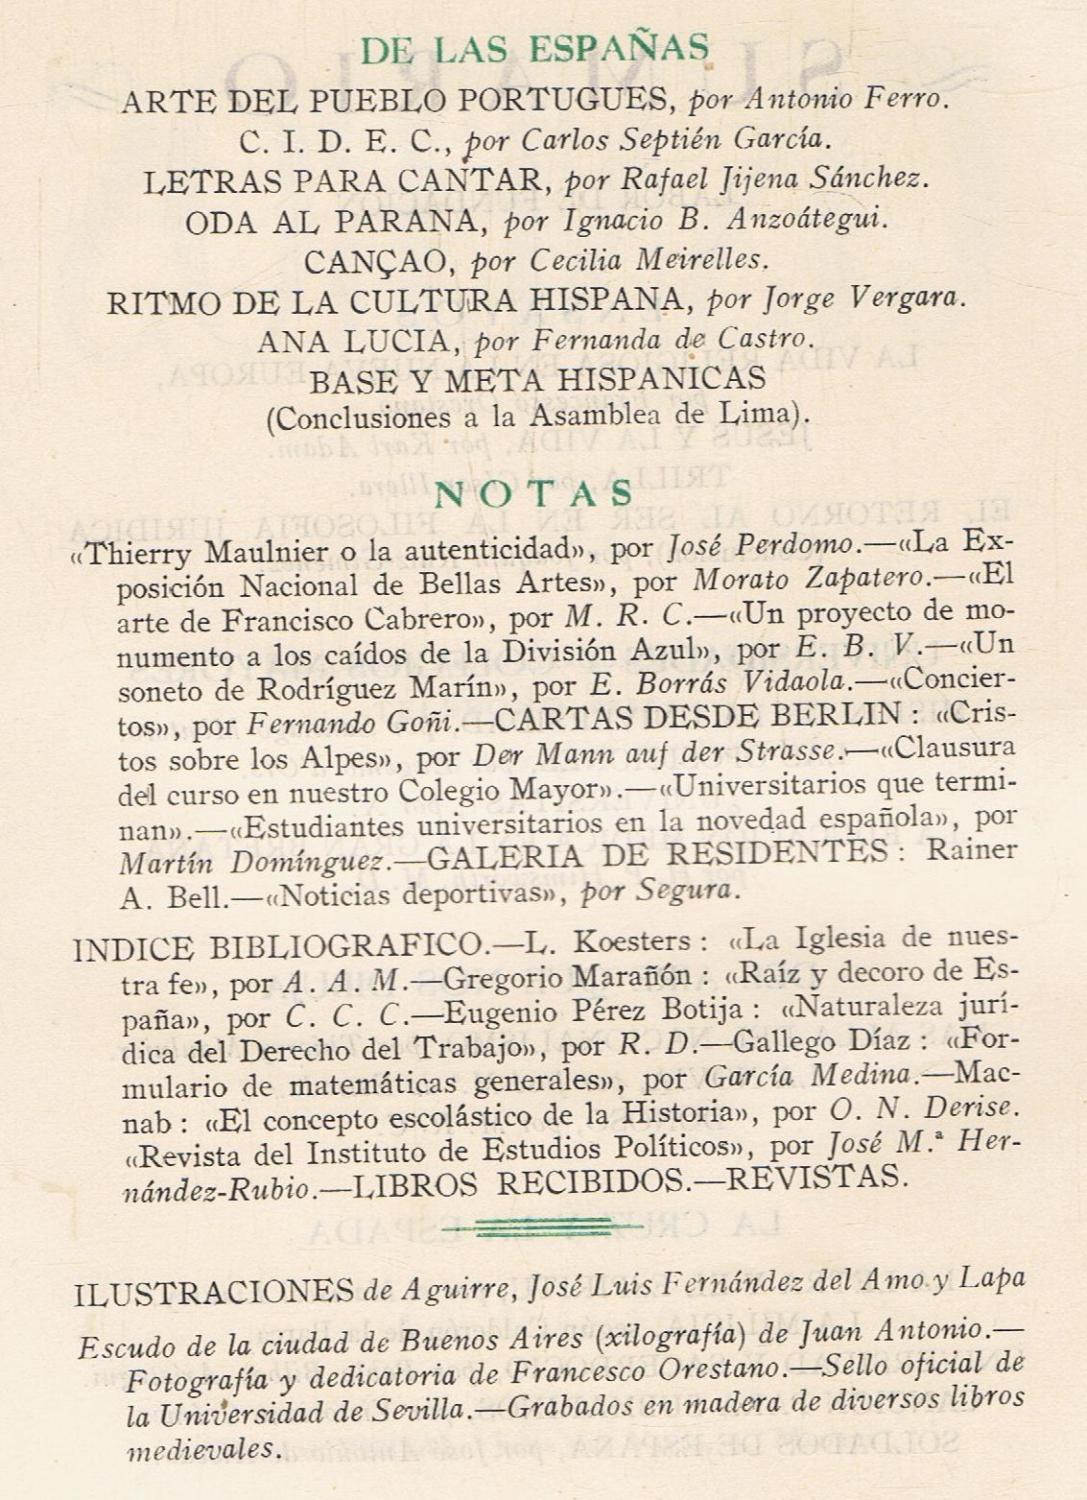 DE LAS ESPAÑAS
ARTE DEL PUEBLO PORTUGUES, por Antonio Ferro.
C. I. D. E. C., por Carlos Septién García.
LETRAS PARA CANTAR, por Rafael Jijena Sánchez.
ODA AL PARANA, por Ignacio B. Anzoátegui.
CANÇAO, por Cecilia Meirelles.
RITMO DE LA CULTURA HISPANA, por Jorge Vergara.
ANA LUCIA, por Fernanda de Castro.
BASE Y META HISPANICAS
(Conclusiones a la Asamblea de Lima).
NOTAS
«Thierry Maulnier o la autenticidad», por José Perdomo.—«La Ex-
posición Nacional de Bellas Artes», por Morato Zapatero.—«El
arte de Francisco Cabrero», por M. R. C.—«Un proyecto de mo-
numento a los caídos de la División Azul», por E. B. V.—«Un
soneto de Rodríguez Marín», por E. Borrás Vidaola.—«Concier-
tos», por Fernando Goñi.—CARTAS DESDE BERLIN : «Cris-
tos sobre los Alpes», por Der Mann auf der Strasse.—«Clausura
del curso en nuestro Colegio Mayor».—«Universitarios que termi-
nan».—«Estudiantes universitarios en la novedad española», por
Martín Domínguez.—GALERIA DE RESIDENTES : Rainer
A. Bell.—«Noticias deportivas», por Segura.
INDICE BIBLIOGRAFICO.—L. Koesters : «La Iglesia de nues-
tra fe», por A. A. M.—Gregorio Marañón : «Raíz y decoro de Es-
paña», por C. C. C.—Eugenio Pérez Botija : «Naturaleza jurí-
dica del Derecho del Trabajo», por R. D.—Gallego Díaz : «For-
mulario de matemáticas generales», por García Medina.—Mac-
nab : «El concepto escolástico de la Historia», por O. N. Derise.
«Revista del Instituto de Estudios Políticos», por José M.ª Her-
nández-Rubio.—LIBROS RECIBIDOS.—REVISTAS.
ILUSTRACIONES de Aguirre, José Luis Fernández del Amo y Lapa
Escudo de la ciudad de Buenos Aires (xilografía) de Juan Antonio.—
Fotografía y dedicatoria de Francesco Orestano.—Sello oficial de
la Universidad de Sevilla.—Grabados en madera de diversos libros
medievales.